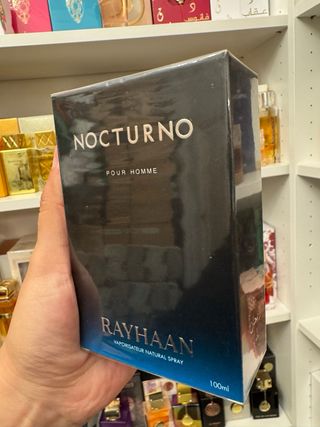 NOCTURNO
POUR HOMME
RAYHAAN
VAPORISATEUR NATURAL SPRAY
100ml